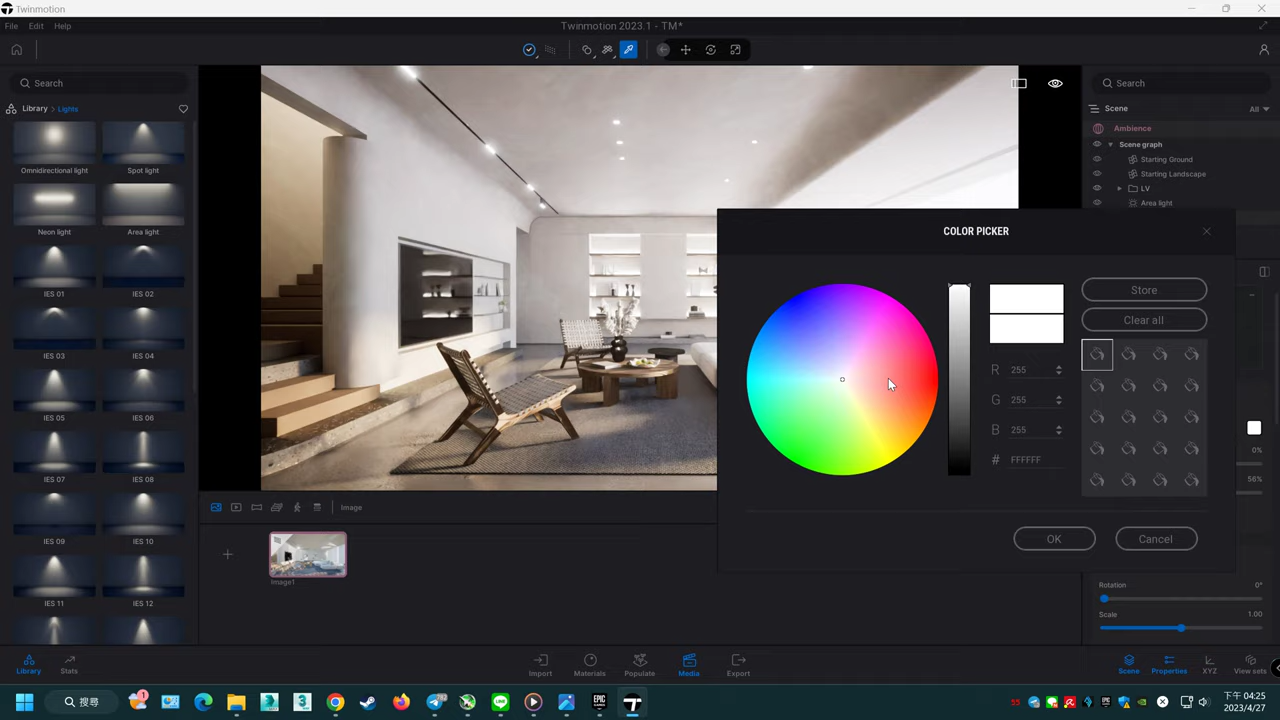 Twinmotion
File Edit Help
Twinmotion 2023.1 - TM*
Search
Library > Lights
Omnidirectional light
Spot light
Neon light
Area light
IES 01
IES 02
IES 03
IES 04
IES 05
IES 06
IES 07
IES 08
IES 09
IES 10
IES 11
IES 12
Image
Image1
Search
Scene
All
Ambience
Scene graph
Starting Ground
Starting Landscape
LV
Area light
COLOR PICKER
Store
Clear all
R 255
G 255
B 255
# FFFFFF
OK
Cancel
0%
56%
Rotation 0°
Scale 1.00
Library
Stats
Import
Materials
Populate
Media
Export
Scene
Properties
XYZ
View sets
搜尋
下午 04:25
2023/4/27